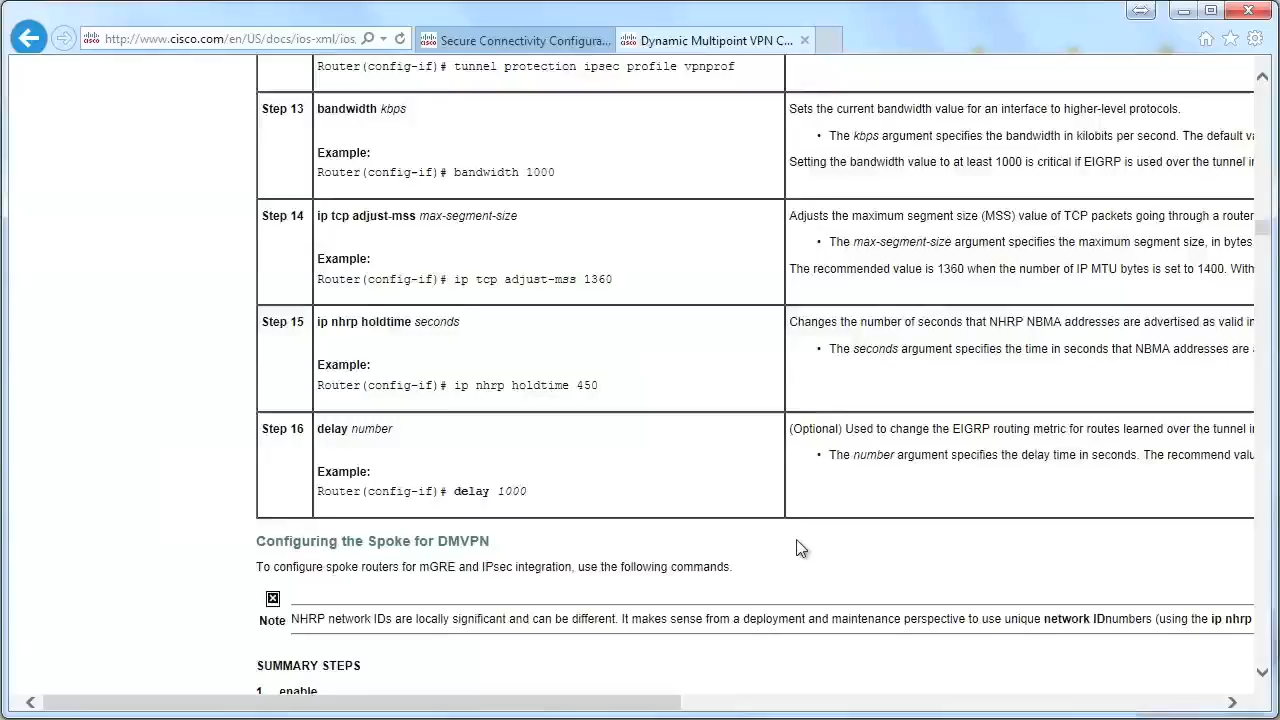 http://www.cisco.com/en/US/docs/ios-xml/ios,
Secure Connectivity Configura...
Dynamic Multipoint VPN C...
Router(config-if)# tunnel protection ipsec profile vpnprof
Step 13
bandwidth kbps
Example:
Router(config-if)# bandwidth 1000
Sets the current bandwidth value for an interface to higher-level protocols.
• The kbps argument specifies the bandwidth in kilobits per second. The default
Setting the bandwidth value to at least 1000 is critical if EIGRP is used over the tunnel
Step 14
ip tcp adjust-mss max-segment-size
Example:
Router(config-if)# ip tcp adjust-mss 1360
Adjusts the maximum segment size (MSS) value of TCP packets going through a router
• The max-segment-size argument specifies the maximum segment size, in bytes
The recommended value is 1360 when the number of IP MTU bytes is set to 1400. With
Step 15
ip nhrp holdtime seconds
Example:
Router(config-if)# ip nhrp holdtime 450
Changes the number of seconds that NHRP NBMA addresses are advertised as valid in
• The seconds argument specifies the time in seconds that NBMA addresses are
Step 16
delay number
Example:
Router(config-if)# delay 1000
(Optional) Used to change the EIGRP routing metric for routes learned over the tunnel
• The number argument specifies the delay time in seconds. The recommend
Configuring the Spoke for DMVPN
To configure spoke routers for mGRE and IPsec integration, use the following commands.
Note NHRP network IDs are locally significant and can be different. It makes sense from a deployment and maintenance perspective to use unique network IDnumbers (using the ip nhrp
SUMMARY STEPS
1. enable